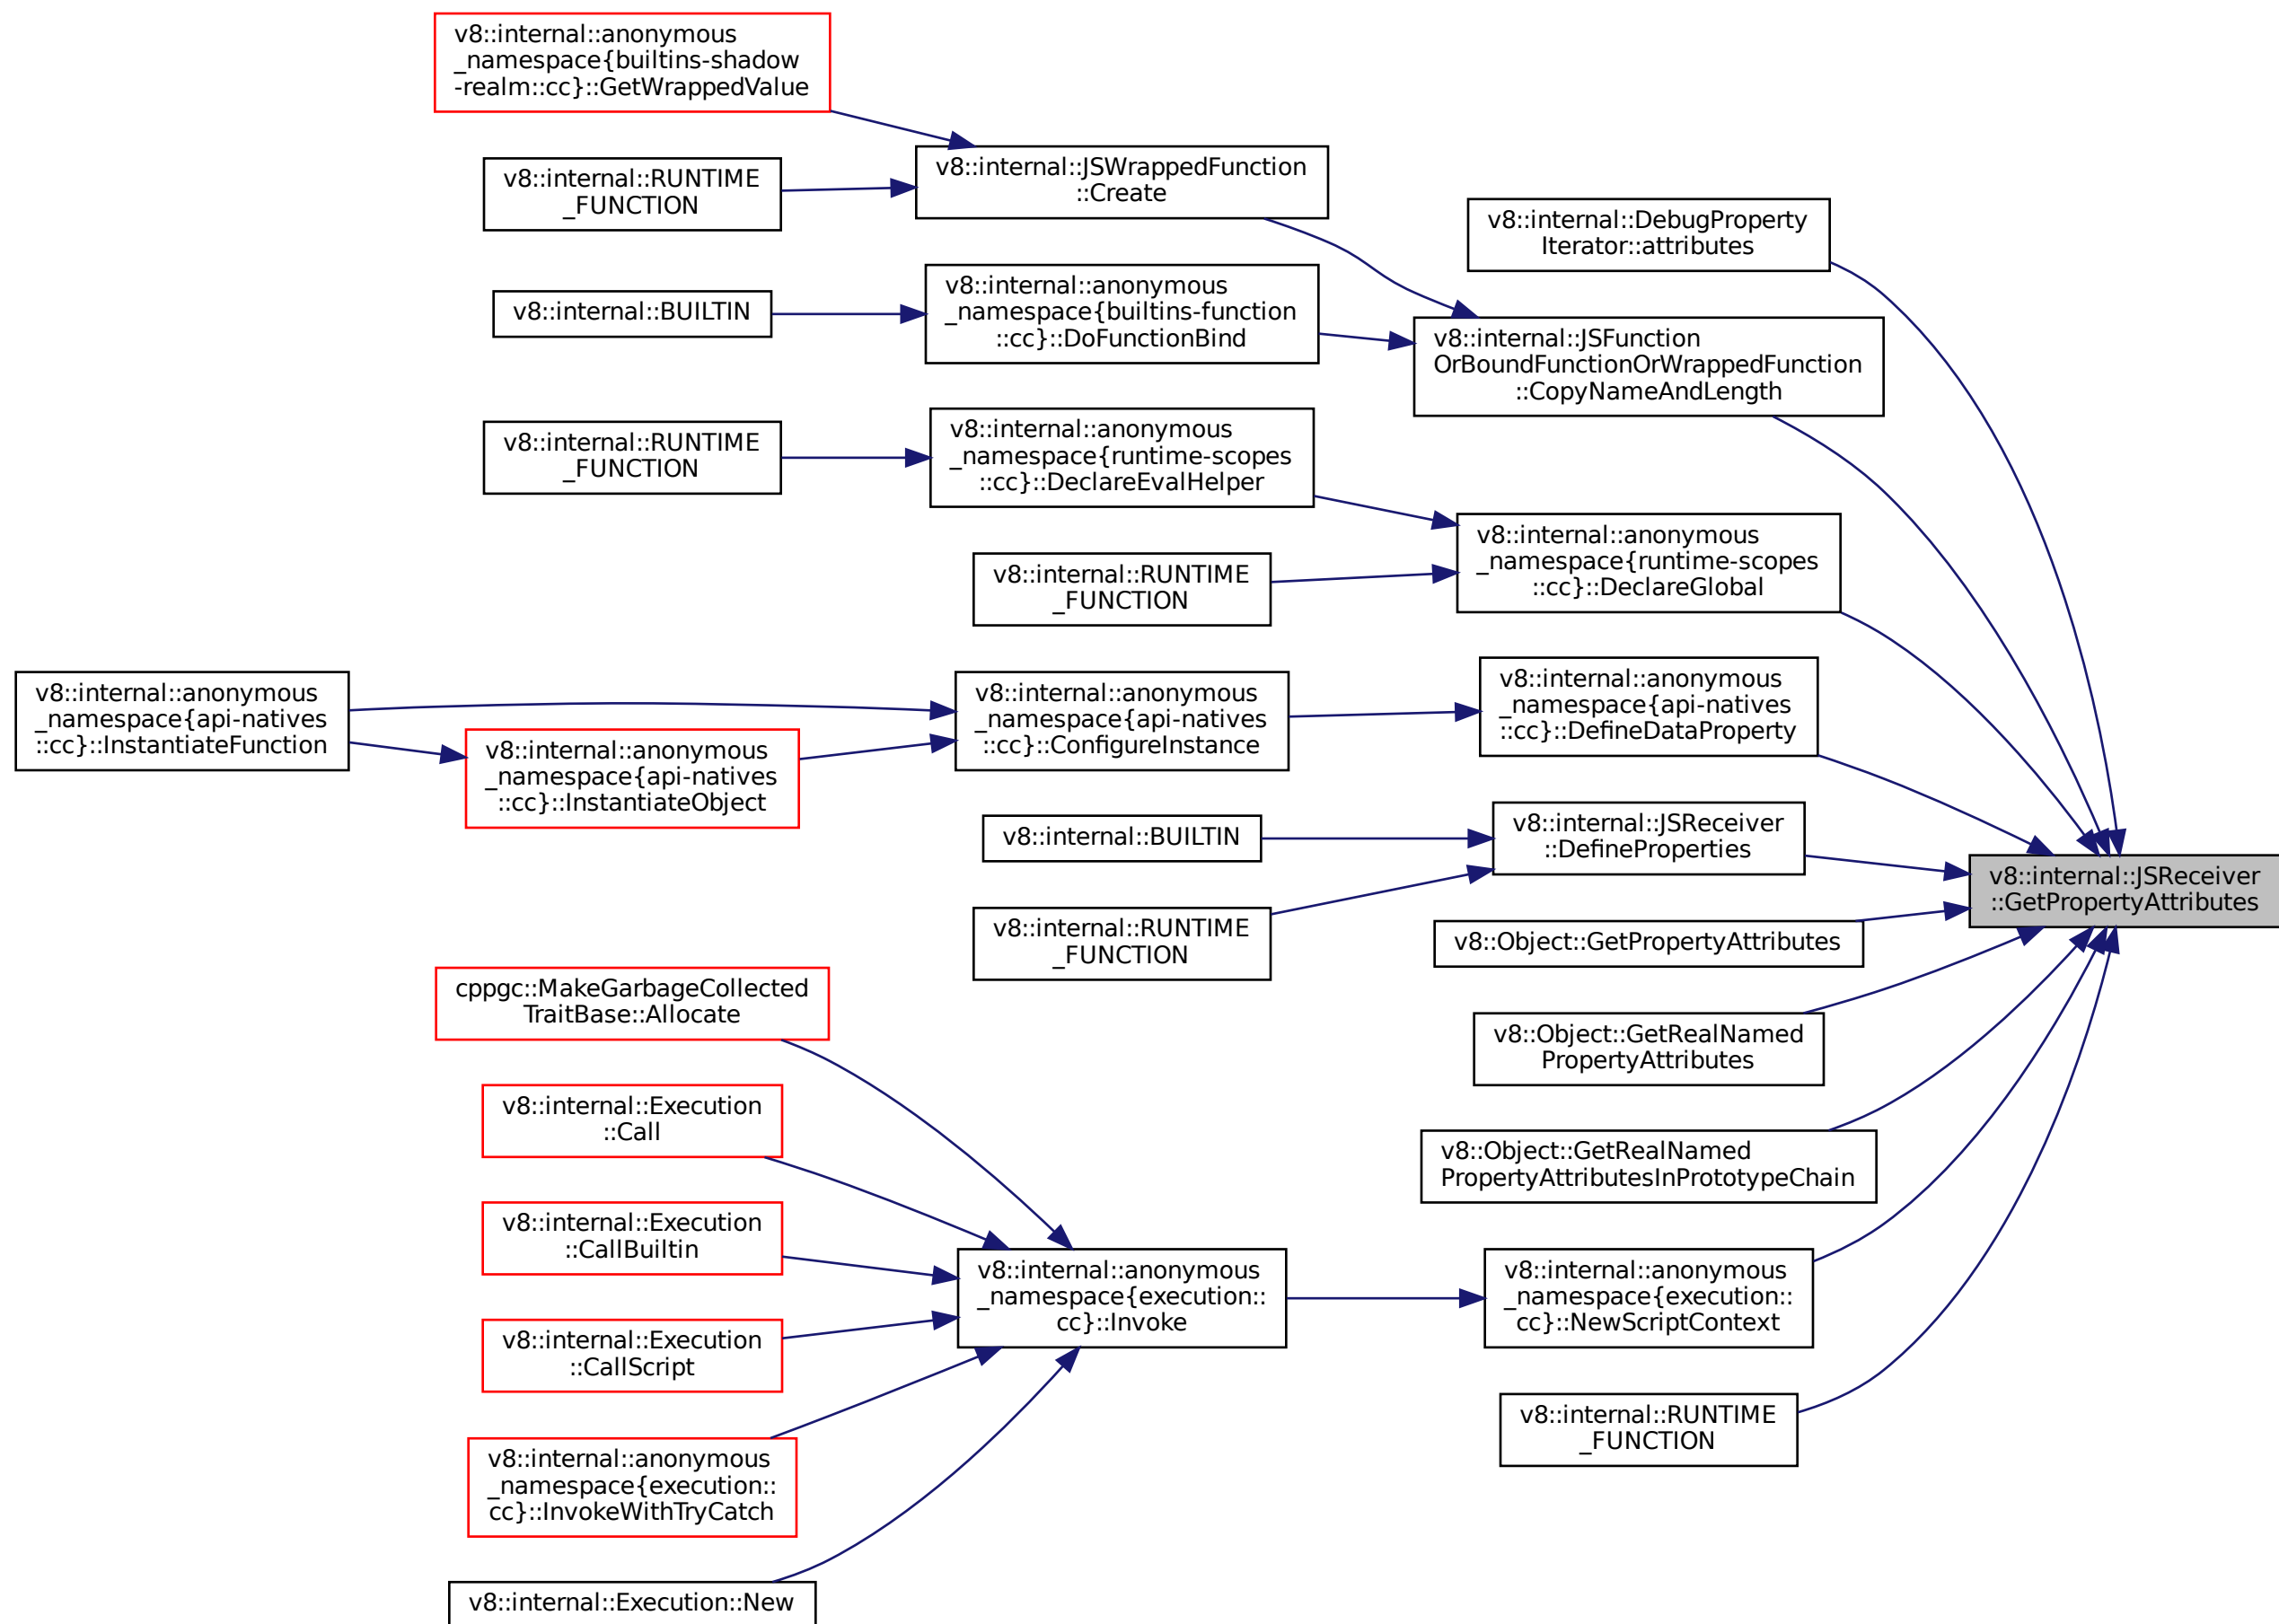 v8::internal::anonymous
_namespace{builtins-shadow
-realm::cc}::GetWrappedValue
v8::internal::RUNTIME
_FUNCTION
v8::internal::JSWrappedFunction
::Create
v8::internal::DebugProperty
Iterator::attributes
v8::internal::BUILTIN
v8::internal::anonymous
_namespace{builtins-function
::cc}::DoFunctionBind
v8::internal::JSFunction
OrBoundFunctionOrWrappedFunction
::CopyNameAndLength
v8::internal::RUNTIME
_FUNCTION
v8::internal::anonymous
_namespace{runtime-scopes
::cc}::DeclareEvalHelper
v8::internal::RUNTIME
_FUNCTION
v8::internal::anonymous
_namespace{runtime-scopes
::cc}::DeclareGlobal
v8::internal::anonymous
_namespace{api-natives
::cc}::InstantiateFunction
v8::internal::anonymous
_namespace{api-natives
::cc}::InstantiateObject
v8::internal::anonymous
_namespace{api-natives
::cc}::ConfigureInstance
v8::internal::anonymous
_namespace{api-natives
::cc}::DefineDataProperty
v8::internal::BUILTIN
v8::internal::JSReceiver
::DefineProperties
v8::internal::JSReceiver
::GetPropertyAttributes
v8::internal::RUNTIME
_FUNCTION
v8::Object::GetPropertyAttributes
cppgc::MakeGarbageCollected
TraitBase::Allocate
v8::Object::GetRealNamed
PropertyAttributes
v8::internal::Execution
::Call
v8::Object::GetRealNamed
PropertyAttributesInPrototypeChain
v8::internal::Execution
::CallBuiltin
v8::internal::anonymous
_namespace{execution::
cc}::Invoke
v8::internal::anonymous
_namespace{execution::
cc}::NewScriptContext
v8::internal::Execution
::CallScript
v8::internal::RUNTIME
_FUNCTION
v8::internal::anonymous
_namespace{execution::
cc}::InvokeWithTryCatch
v8::internal::Execution::New